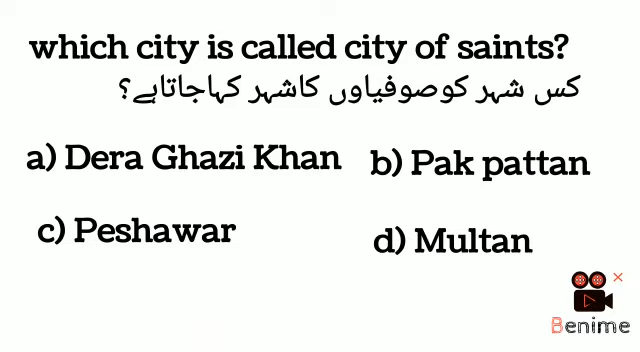 which city is called city of saints?
کس شہر کوصوفیاوں کاشہر کہاجاتاہے؟
a) Dera Ghazi Khan b) Pak pattan
c) Peshawar d) Multan
Benime